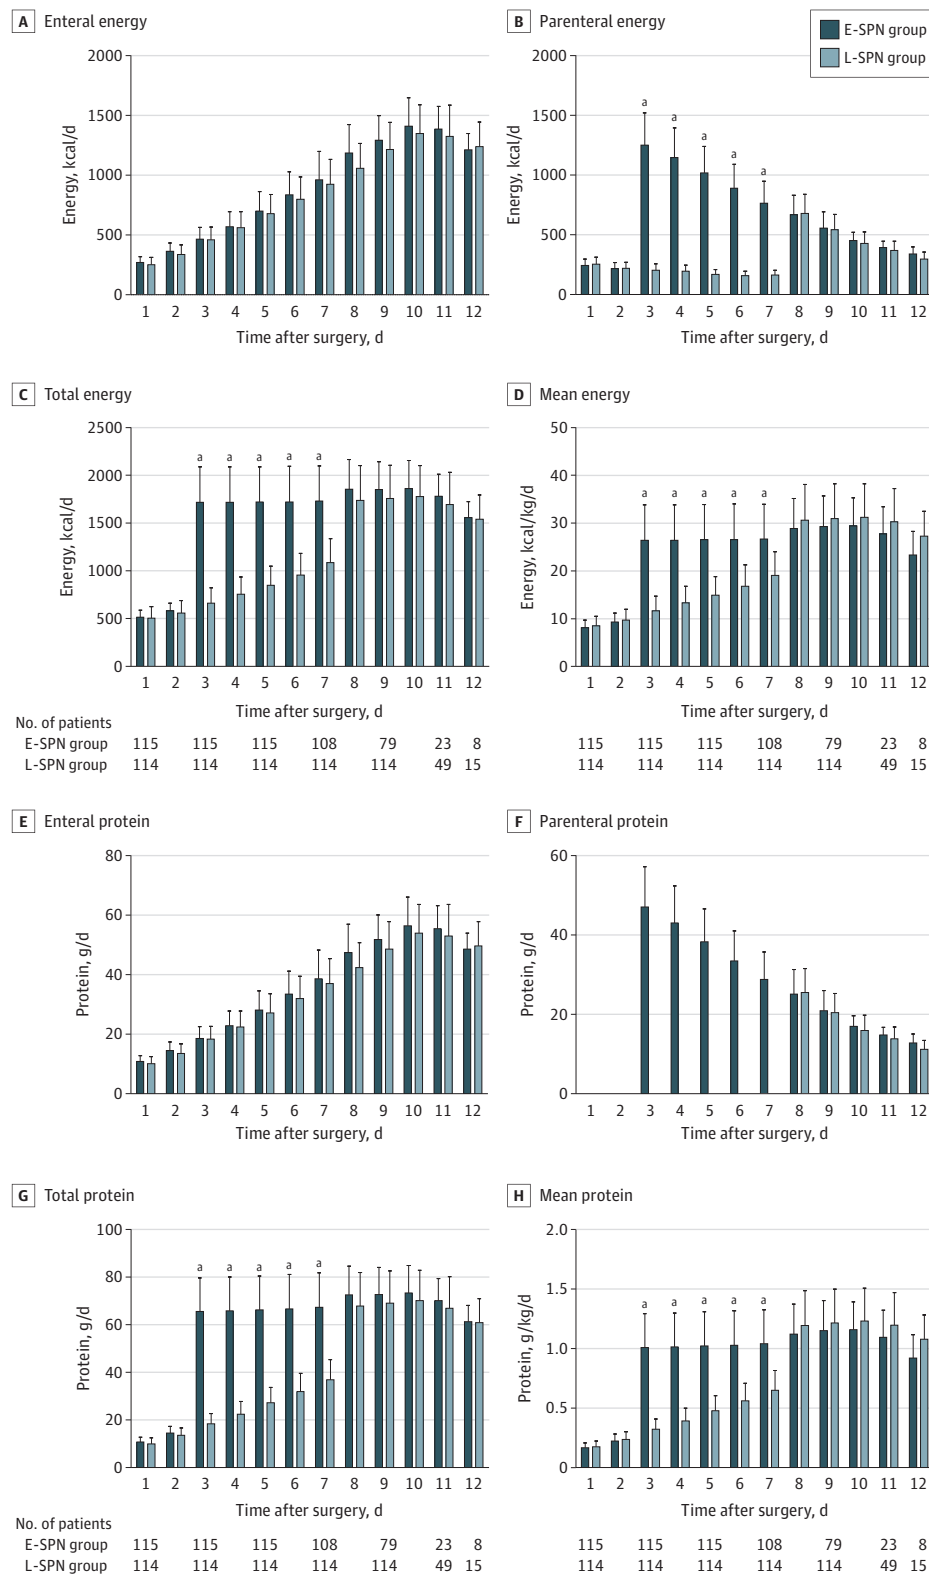 A Enteral energy
2000
1500
1000
500
0
Energy, kcal/d
1 2 3 4 5 6 7 8 9 10 11 12
Time after surgery, d
B Parenteral energy
E-SPN group
L-SPN group
2000
1500
1000
500
0
Energy, kcal/d
a a a a a
1 2 3 4 5 6 7 8 9 10 11 12
Time after surgery, d
C Total energy
2500
2000
1500
1000
500
0
Energy, kcal/d
a a a a a
1 2 3 4 5 6 7 8 9 10 11 12
Time after surgery, d
No. of patients
E-SPN group 115 115 115 108 79 23 8
L-SPN group 114 114 114 114 114 49 15
D Mean energy
50
40
30
20
10
0
Energy, kcal/kg/d
a a a a a
1 2 3 4 5 6 7 8 9 10 11 12
Time after surgery, d
115 115 115 108 79 23 8
114 114 114 114 114 49 15
E Enteral protein
80
60
40
20
0
Protein, g/d
1 2 3 4 5 6 7 8 9 10 11 12
Time after surgery, d
F Parenteral protein
60
40
20
0
Protein, g/d
1 2 3 4 5 6 7 8 9 10 11 12
Time after surgery, d
G Total protein
100
80
60
40
20
0
Protein, g/d
a a a a a
1 2 3 4 5 6 7 8 9 10 11 12
Time after surgery, d
No. of patients
E-SPN group 115 115 115 108 79 23 8
L-SPN group 114 114 114 114 114 49 15
H Mean protein
2.0
1.5
1.0
0.5
0
Protein, g/kg/d
a a a a a
1 2 3 4 5 6 7 8 9 10 11 12
Time after surgery, d
115 115 115 108 79 23 8
114 114 114 114 114 49 15